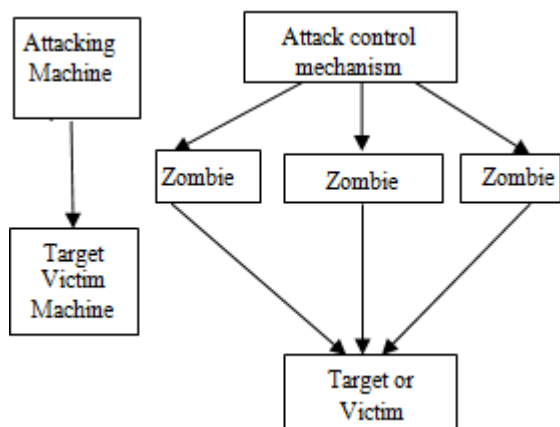 Attacking
Machine
Attack control
mechanism
Zombie
Zombie
Zombie
Target
Victim
Machine
Target or
Victim